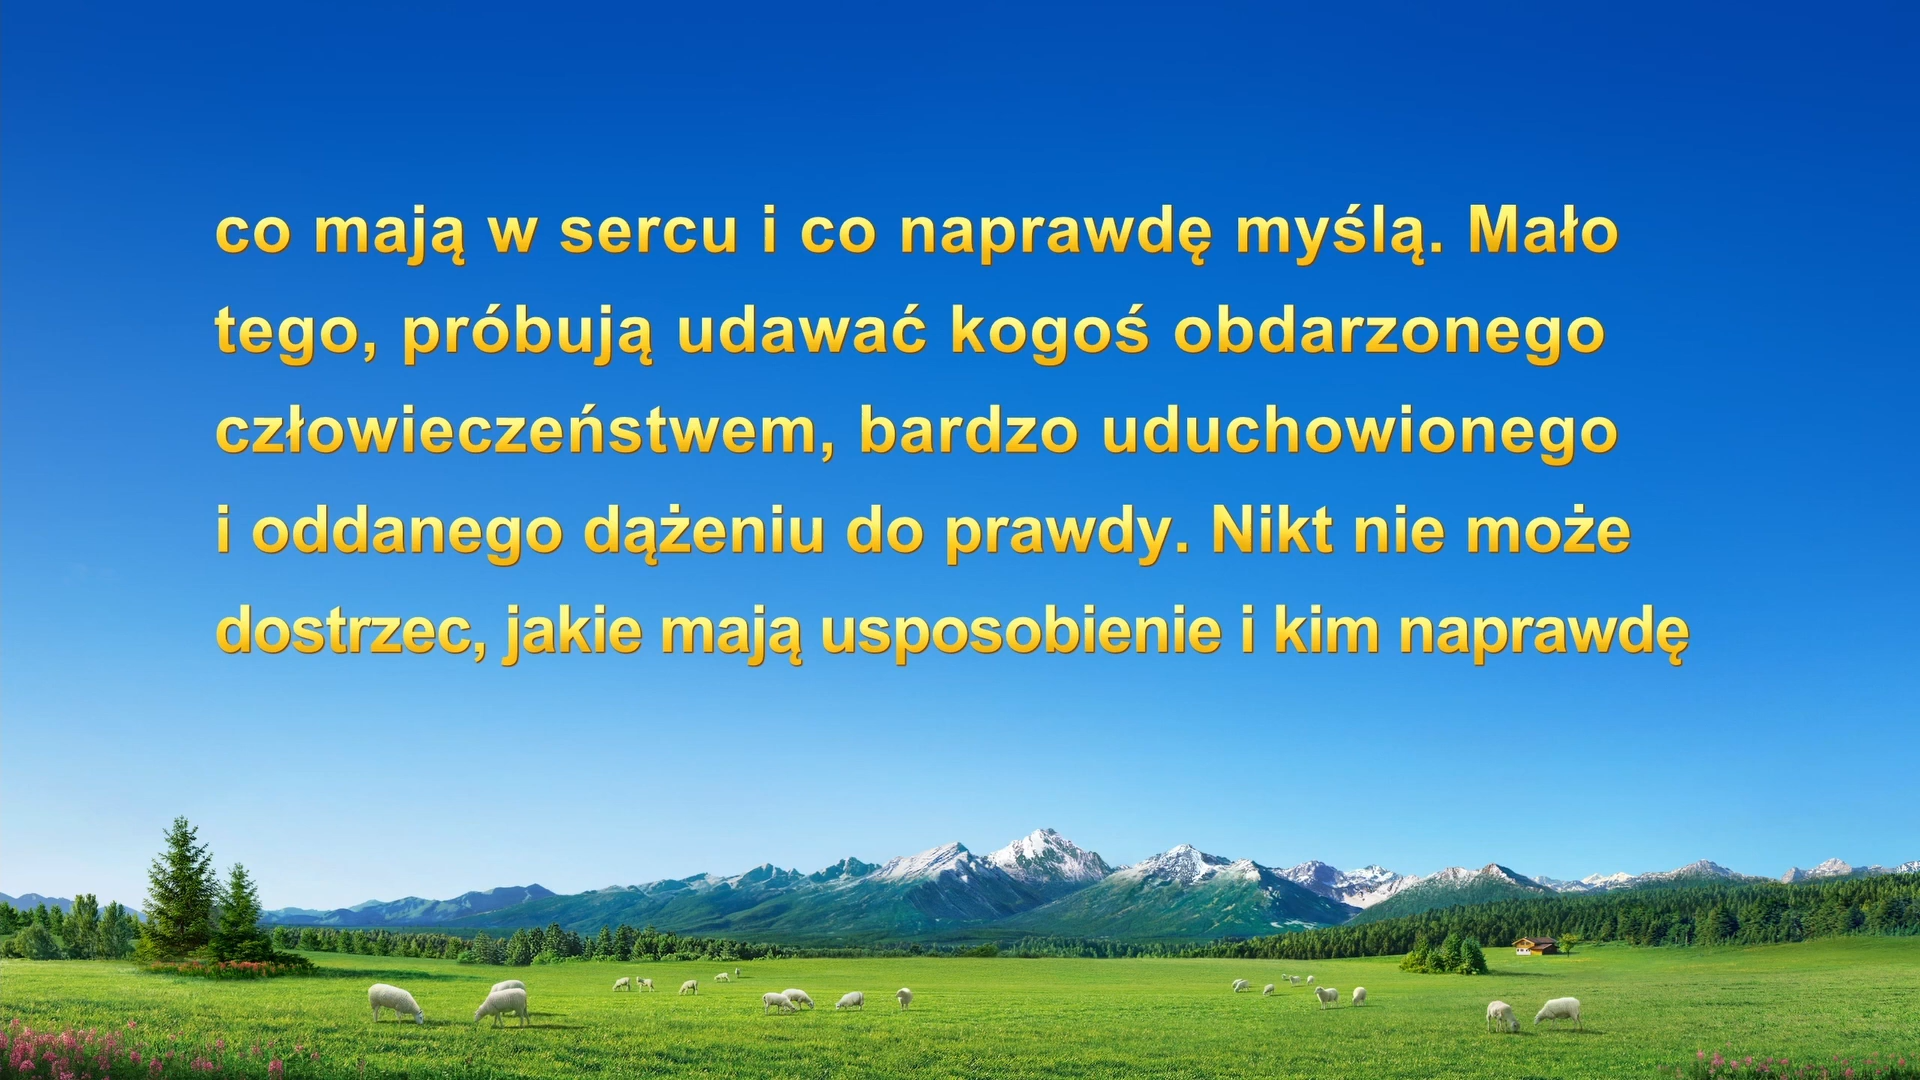 co mają w sercu i co naprawdę myślą. Mało
tego, próbują udawać kogoś obdarzonego
człowieczeństwem, bardzo uduchowionego
i oddanego dążeniu do prawdy. Nikt nie może
dostrzec, jakie mają usposobienie i kim naprawdę